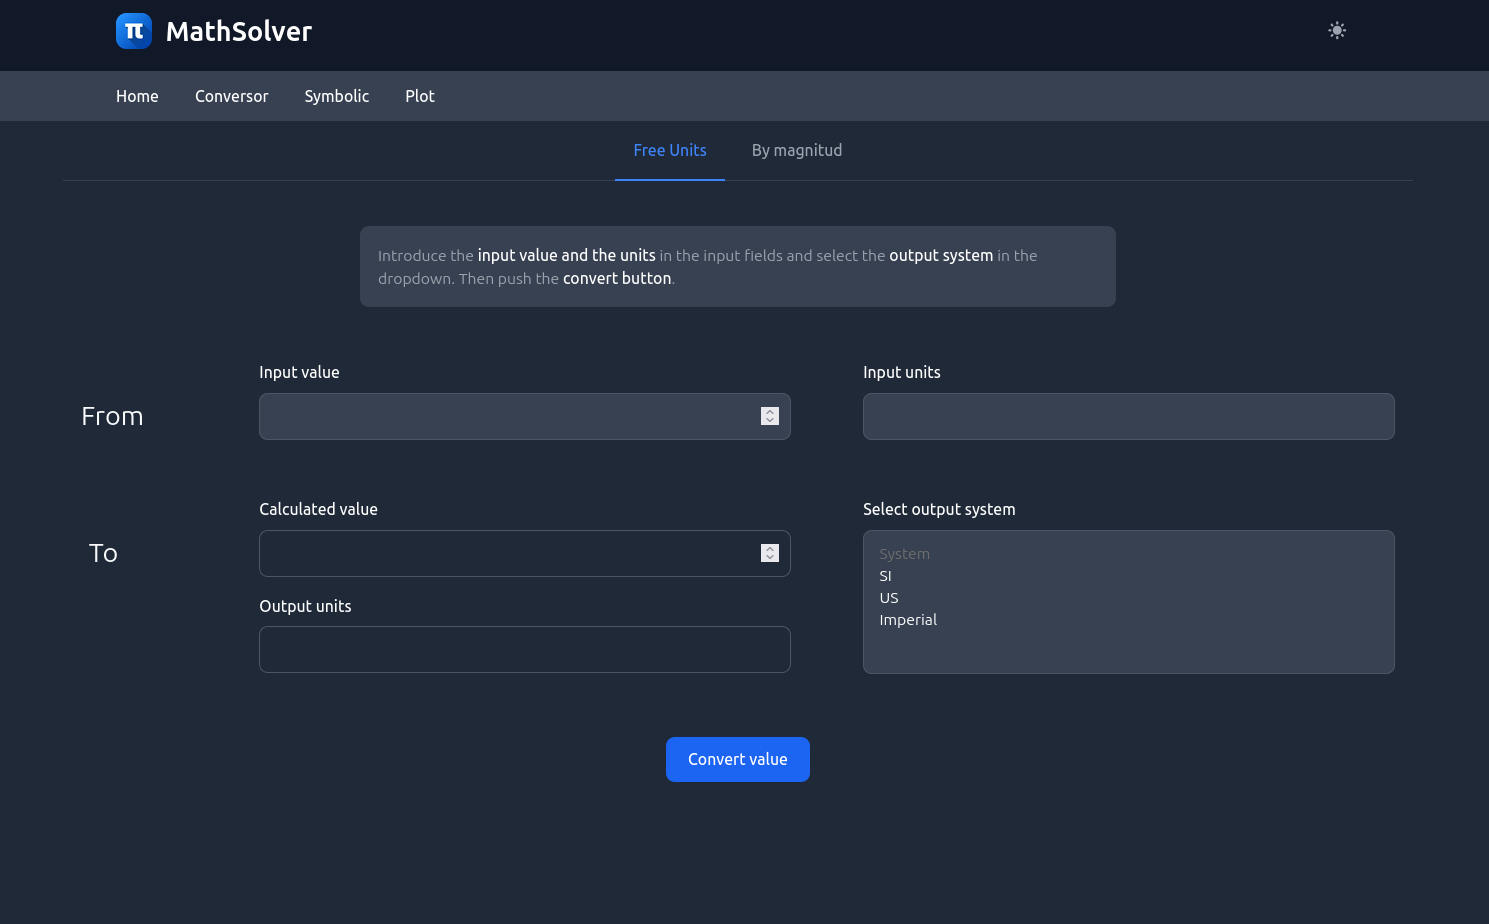 π MathSolver
Home Conversor Symbolic Plot
Free Units By magnitud
Introduce the input value and the units in the input fields and select the output system in the
dropdown. Then push the convert button.
Input value Input units
From
Calculated value Select output system
To
System
SI
US
Imperial
Output units
Convert value